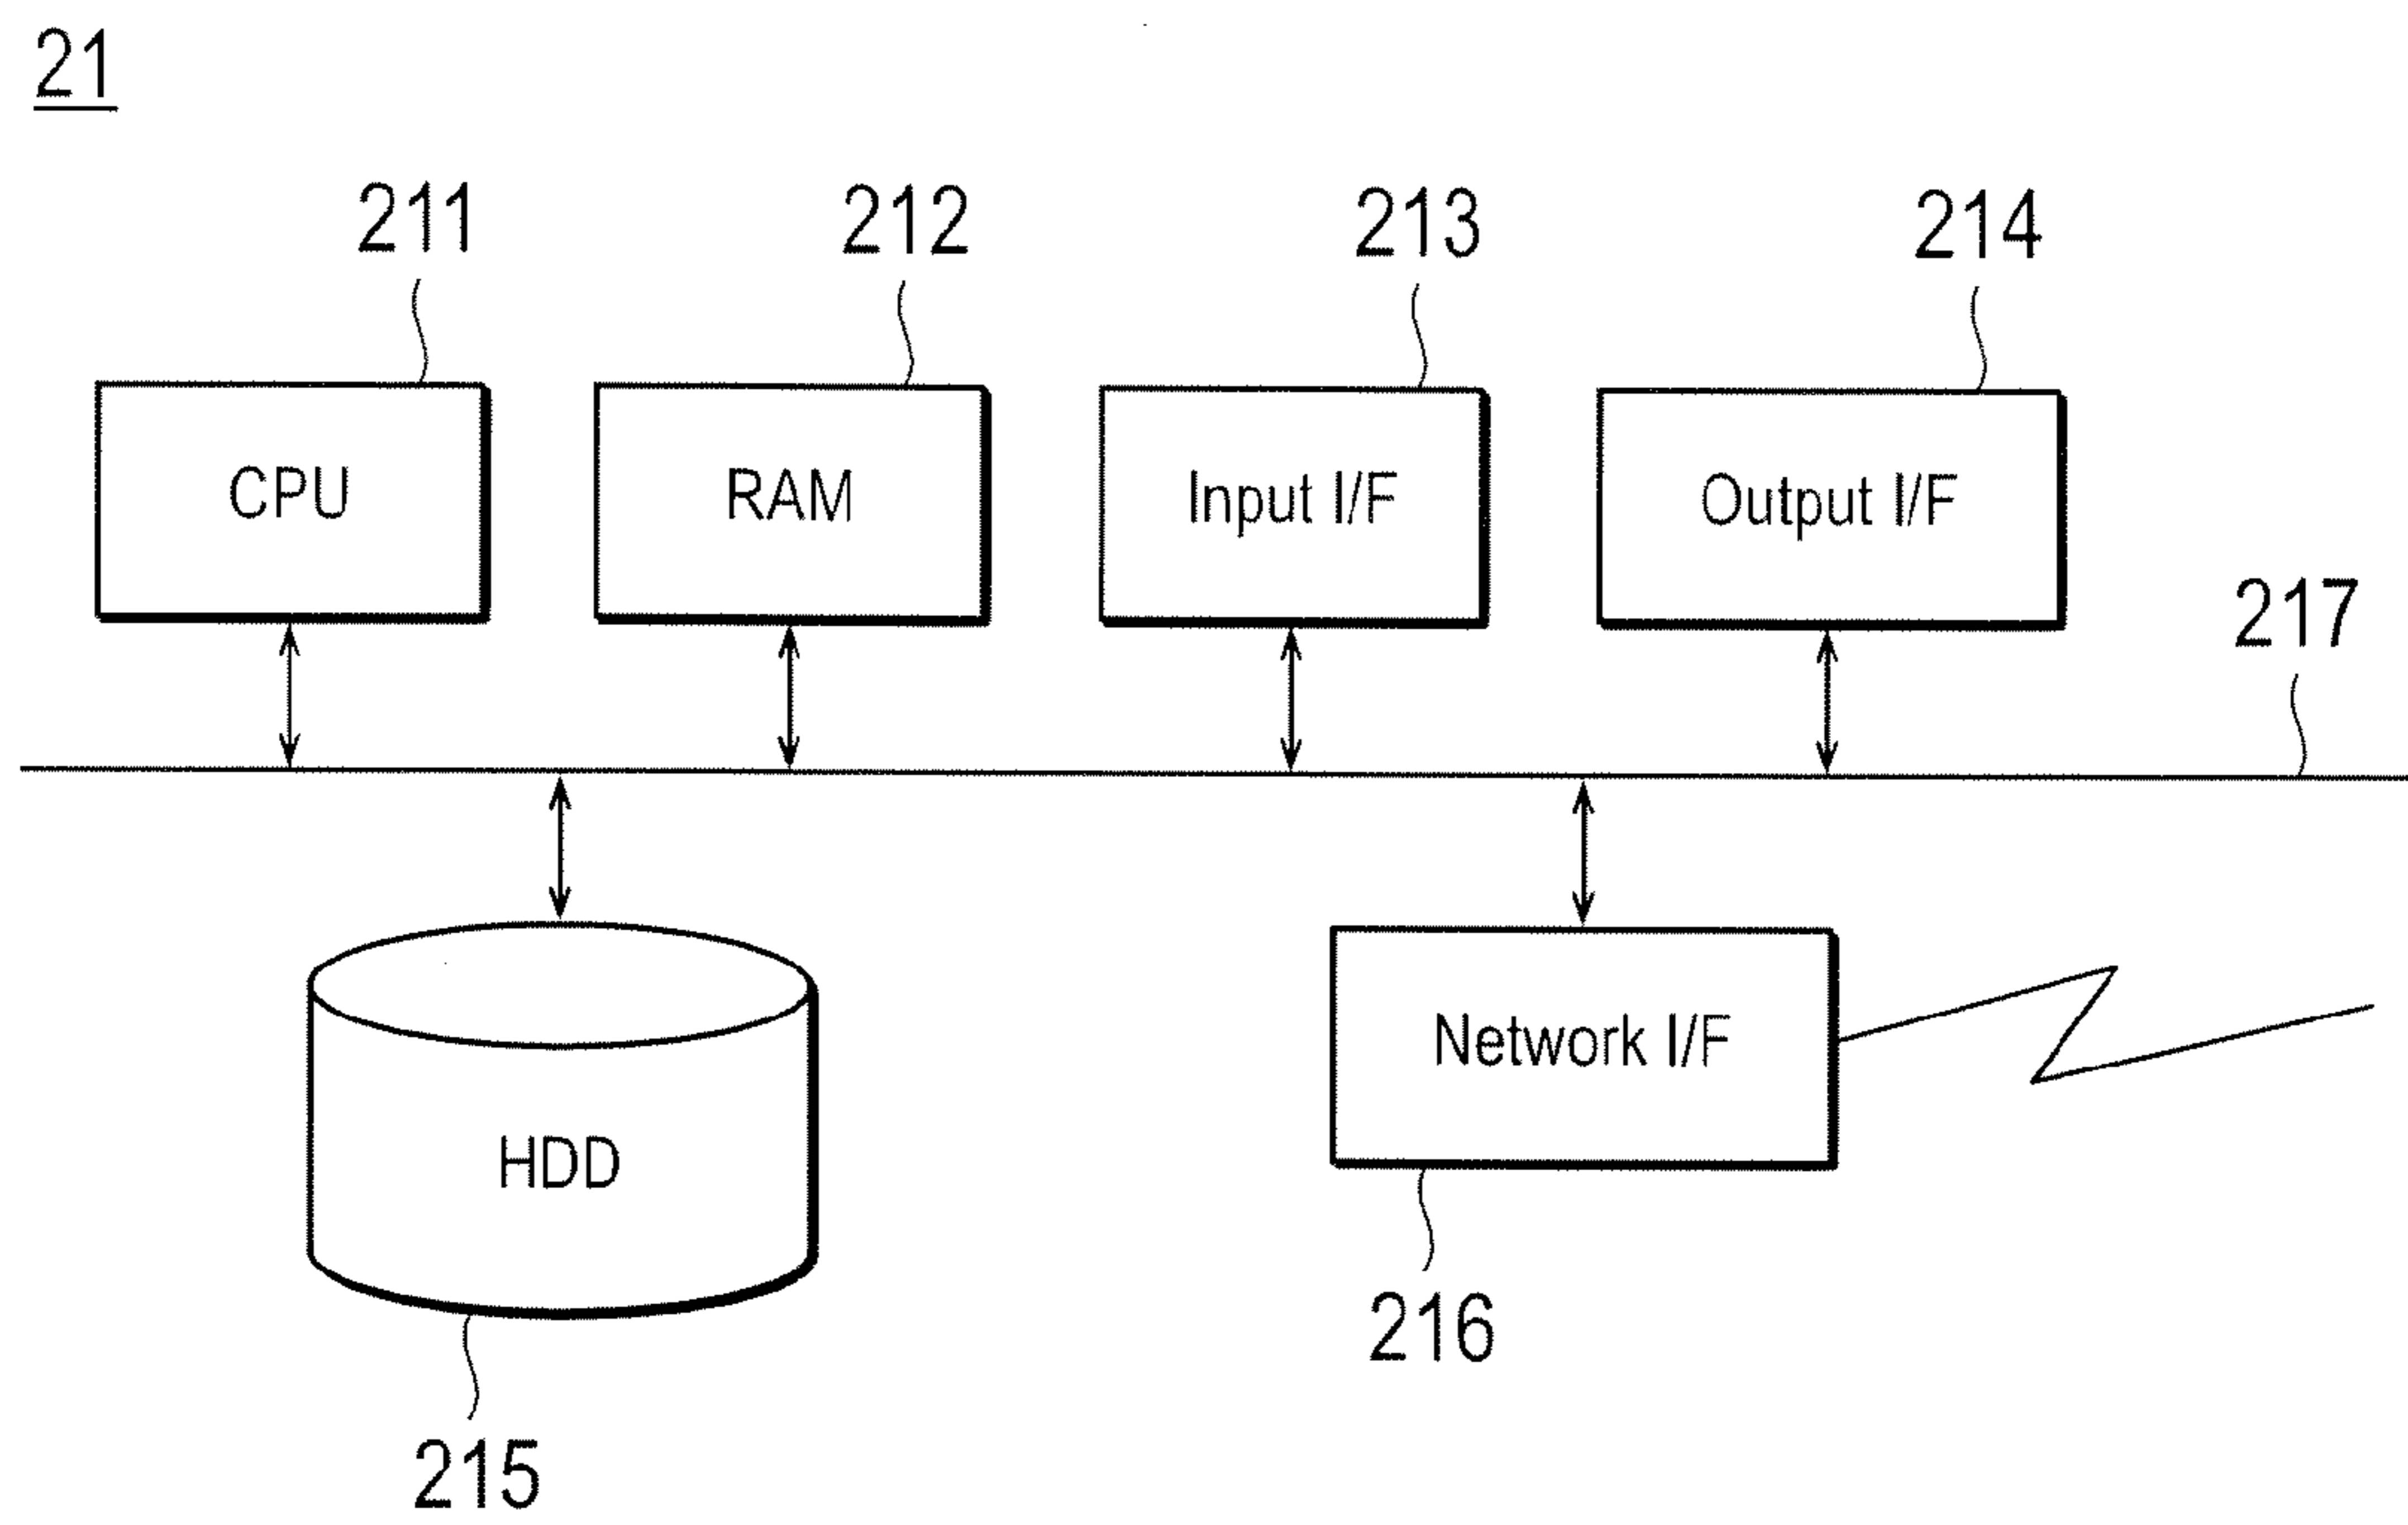 21
211
212
213
214
CPU
RAM
Input I/F
Output I/F
217
HDD
Network I/F
216
215